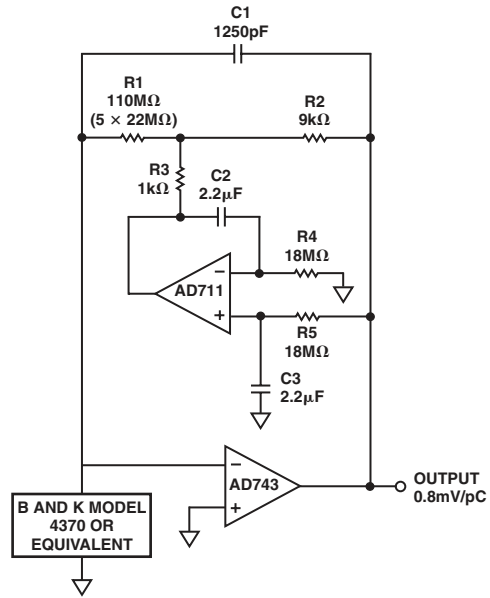 C1
1250pF
R1
110MΩ
(5 × 22MΩ)
R2
9kΩ
R3
1kΩ
C2
2.2μF
R4
18MΩ
–
AD711
+
R5
18MΩ
C3
2.2μF
–
AD743
+
OUTPUT
0.8mV/pC
B AND K MODEL
4370 OR
EQUIVALENT